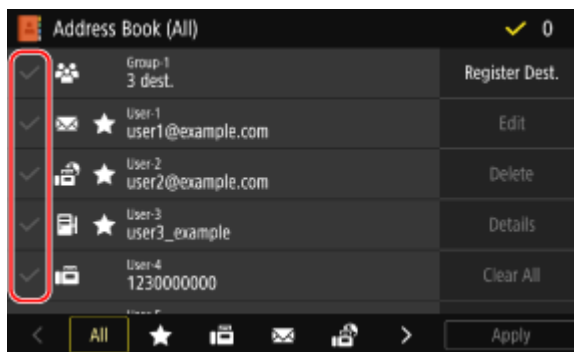 Address Book (All)
0
Group-1
3 dest.
Register Dest.
User-1
user1@example.com
Edit
User-2
user2@example.com
Delete
User-3
user3_example
Details
User-4
1230000000
Clear All
All
Apply